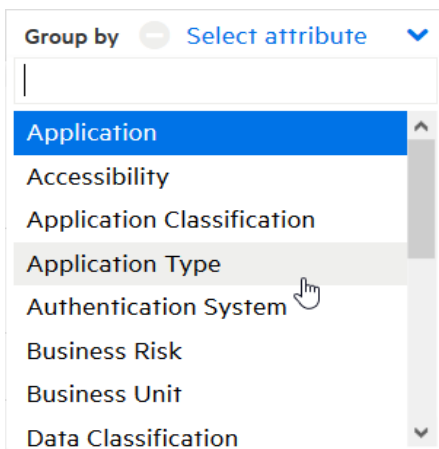 Group by Select attribute
Application
Accessibility
Application Classification
Application Type
Authentication System
Business Risk
Business Unit
Data Classification